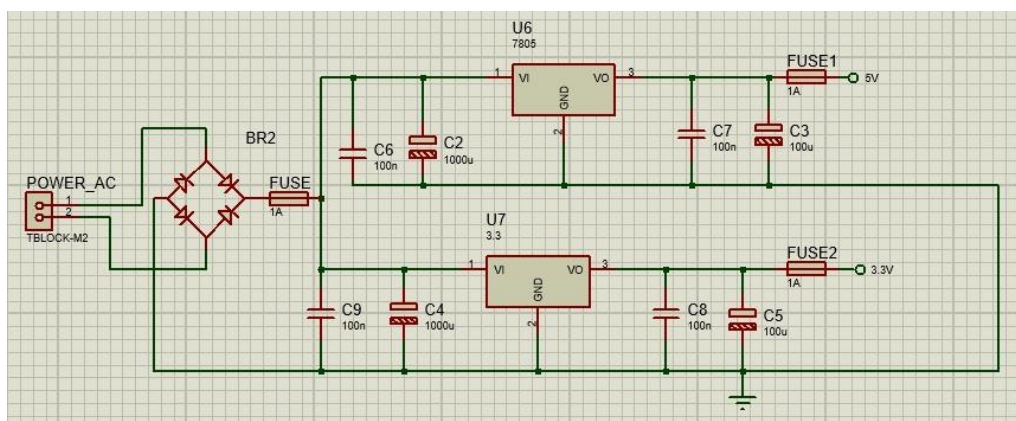 U6
7805
1
VI
VO
3
GND
2
FUSE1
1A
5V
C6
100n
C2
1000u
C7
100n
C3
100u
BR2
POWER_AC
1
2
TBLOCK-M2
FUSE
1A
U7
3.3
1
VI
VO
3
GND
2
FUSE2
1A
3.3V
C9
100n
C4
1000u
C8
100n
C5
100u